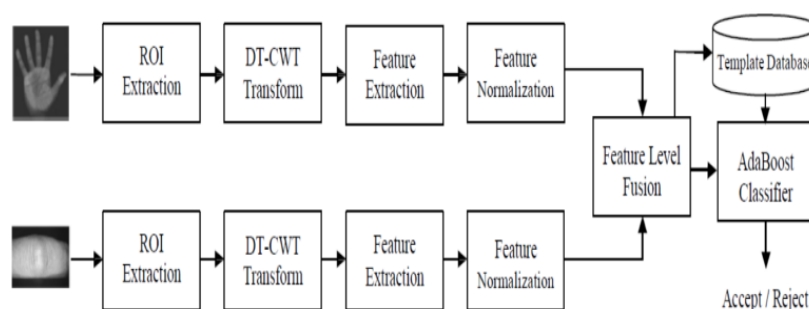 ROI
Extraction
DT-CWT
Transform
Feature
Extraction
Feature
Normalization
Template Database
Feature Level
Fusion
AdaBoost
Classifier
ROI
Extraction
DT-CWT
Transform
Feature
Extraction
Feature
Normalization
Accept / Reject